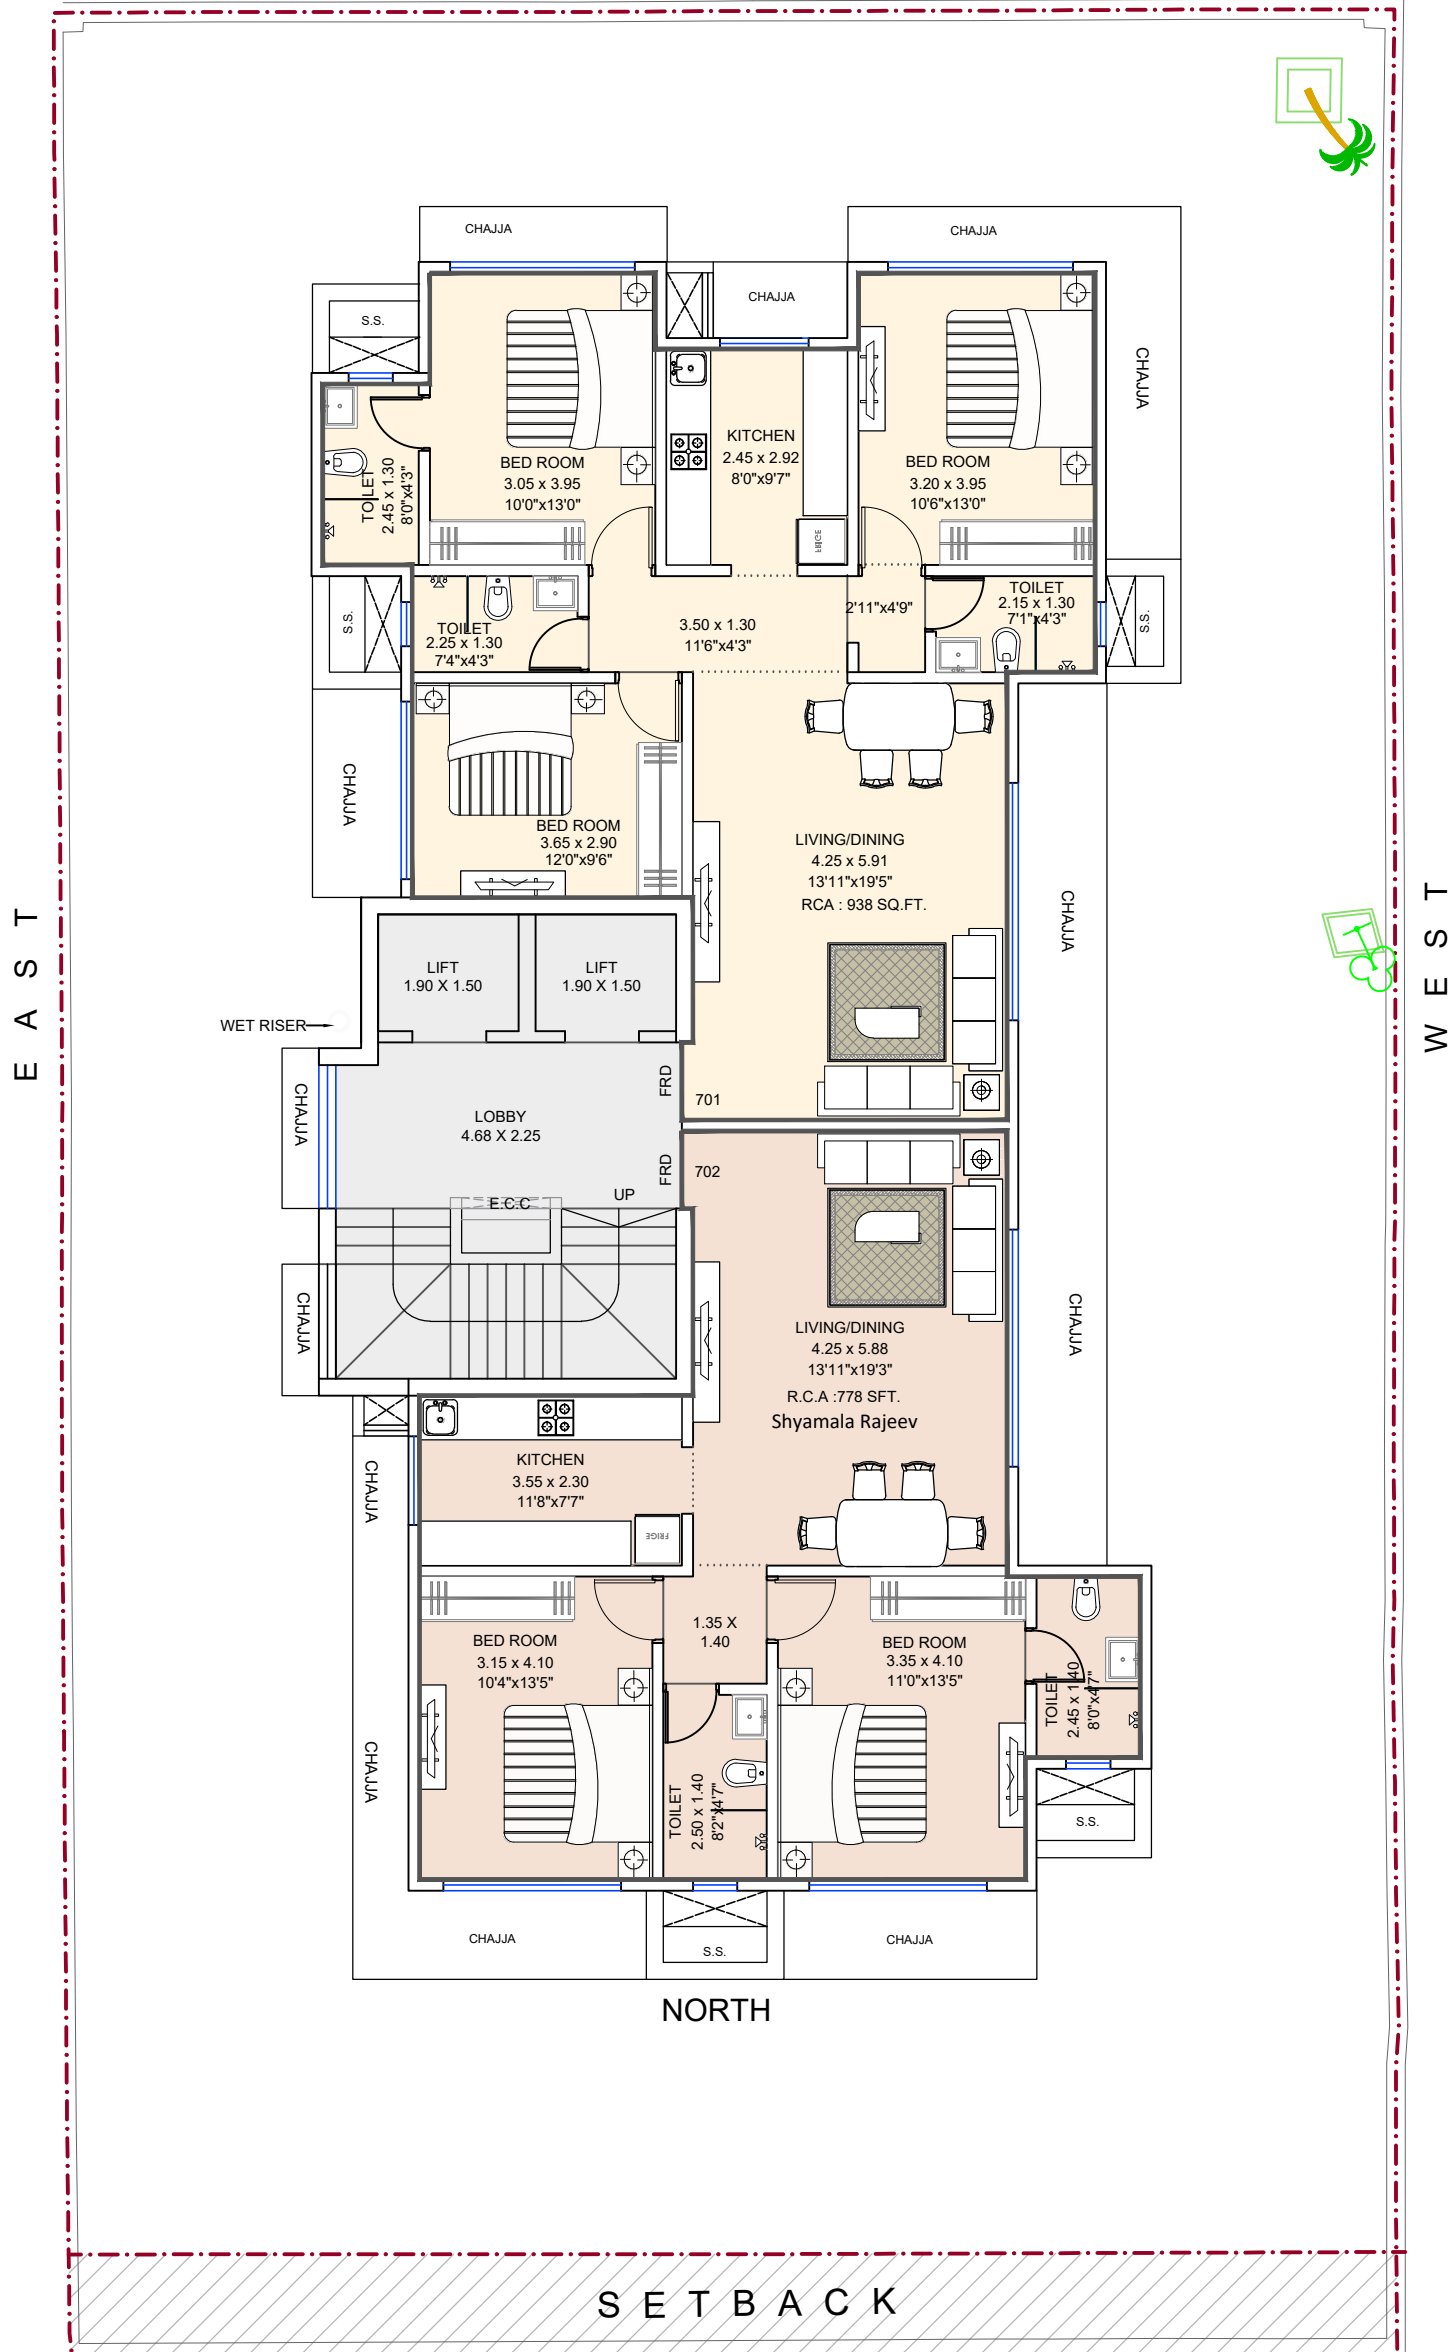 CHAJJA
CHAJJA
CHAJJA
S.S.
CHAJJA
BED ROOM
3.05 x 3.95
10'0"x13'0"
KITCHEN
2.45 x 2.92
8'0"x9'7"
BED ROOM
3.20 x 3.95
10'6"x13'0"
TOILET
2.45 x 1.30
8'0"x4'3"
FRIGE
S.S.
TOILET
2.25 x 1.30
7'4"x4'3"
3.50 x 1.30
11'6"x4'3"
2'11"x4'9"
TOILET
2.15 x 1.30
7'1"x4'3"
S.S.
CHAJJA
BED ROOM
3.65 x 2.90
12'0"x9'6"
LIVING/DINING
4.25 x 5.91
13'11"x19'5"
RCA : 938 SQ.FT.
CHAJJA
EAST
WEST
LIFT
1.90 X 1.50
LIFT
1.90 X 1.50
WET RISER
CHAJJA
LOBBY
4.68 X 2.25
FRD
701
FRD
702
UP
E.C.C
CHAJJA
CHAJJA
LIVING/DINING
4.25 x 5.88
13'11"x19'3"
R.C.A :778 SFT.
Shyamala Rajeev
KITCHEN
3.55 x 2.30
11'8"x7'7"
CHAJJA
FRIGE
BED ROOM
3.15 x 4.10
10'4"x13'5"
1.35 X
1.40
BED ROOM
3.35 x 4.10
11'0"x13'5"
TOILET
2.45 x 1.40
8'0"x4'7"
CHAJJA
TOILET
2.50 x 1.40
8'2"x4'7"
S.S.
CHAJJA
S.S.
CHAJJA
NORTH
SETBACK